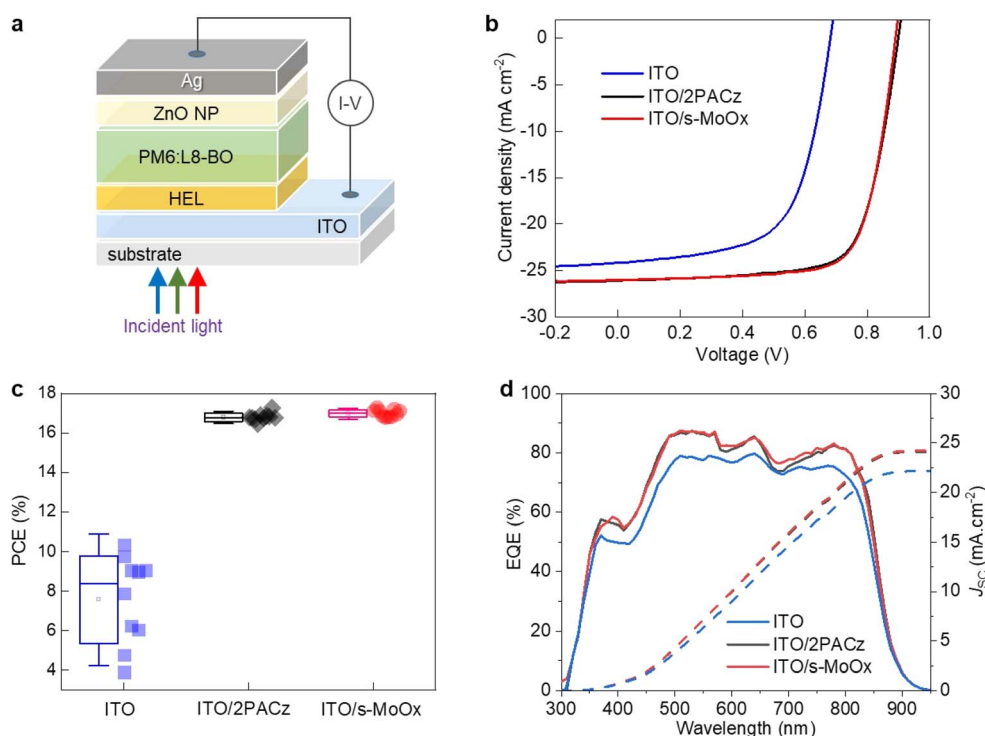 a
Ag
ZnO NP
PM6:L8-BO
HEL
ITO
substrate
Incident light
I-V
b
Current density (mA cm-2)
0
-5
-10
-15
-20
-25
-30
ITO
ITO/2PACz
ITO/s-MoOx
-0.2
0.0
0.2
0.4
0.6
0.8
1.0
Voltage (V)
c
PCE (%)
18
16
14
12
10
8
6
4
ITO
ITO/2PACz
ITO/s-MoOx
d
EQE (%)
100
80
60
40
20
0
ITO
ITO/2PACz
ITO/s-MoOx
30
25
20
15
10
5
0
JSC (mA.cm-2)
300
400
500
600
700
800
900
Wavelength (nm)